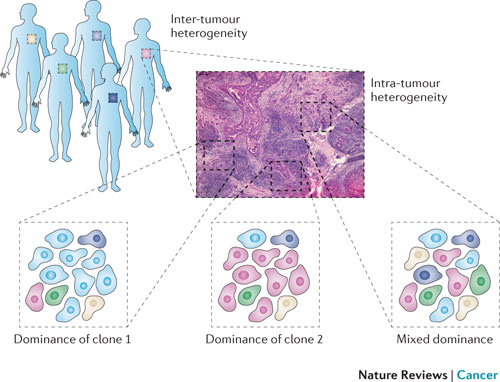 Inter-tumour
heterogeneity
Intra-tumour
heterogeneity
Dominance of clone 1
Dominance of clone 2
Mixed dominance
Nature Reviews | Cancer